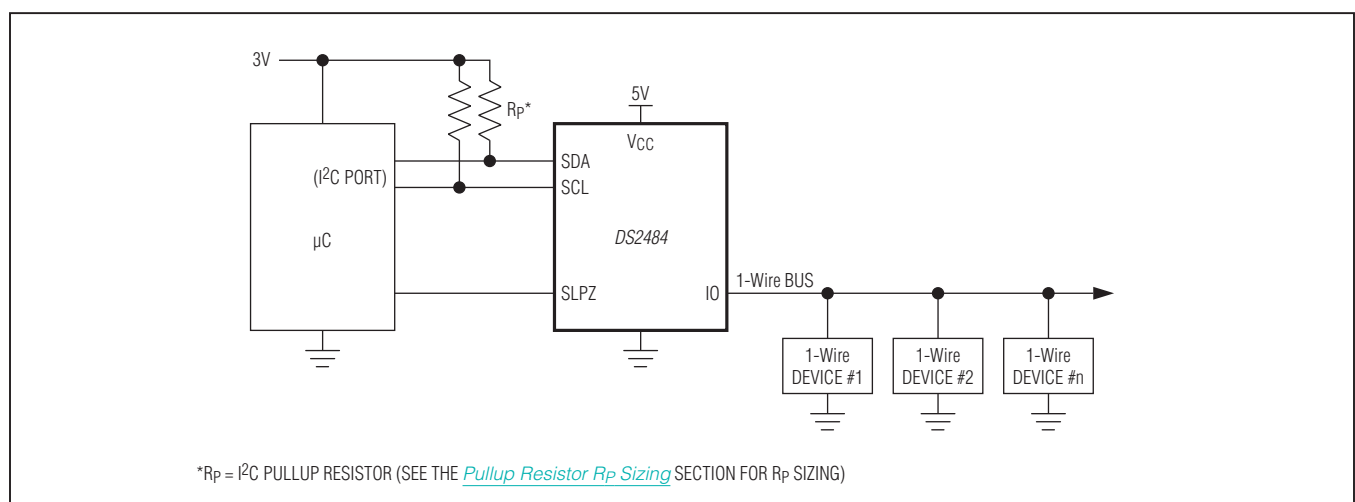 3V
RP*
5V
VCC
SDA
(I²C PORT)
SCL
µC
DS2484
SLPZ
IO
1-Wire BUS
1-Wire
DEVICE #1
1-Wire
DEVICE #2
1-Wire
DEVICE #n
*RP = I²C PULLUP RESISTOR (SEE THE Pullup Resistor RP Sizing SECTION FOR RP SIZING)